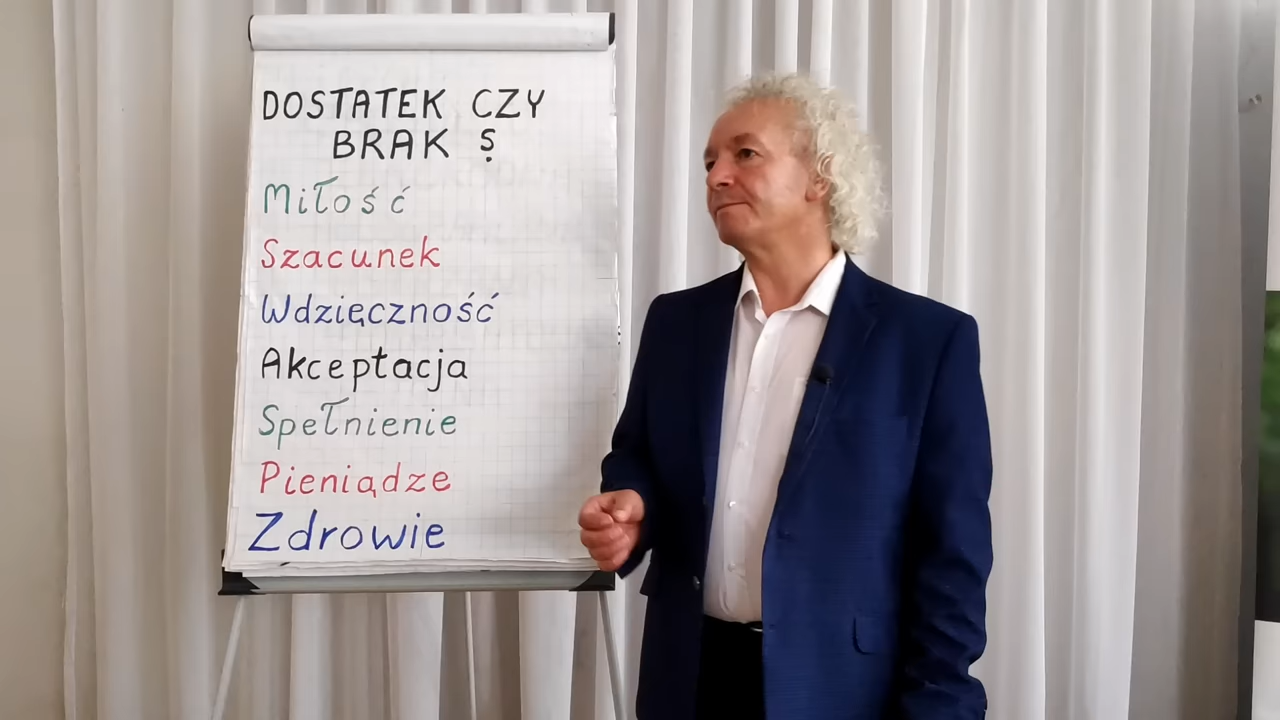 DOSTATEK CZY
BRAK ?
Miłość
Szacunek
Wdzięczność
Akceptacja
Spełnienie
Pieniądze
Zdrowie